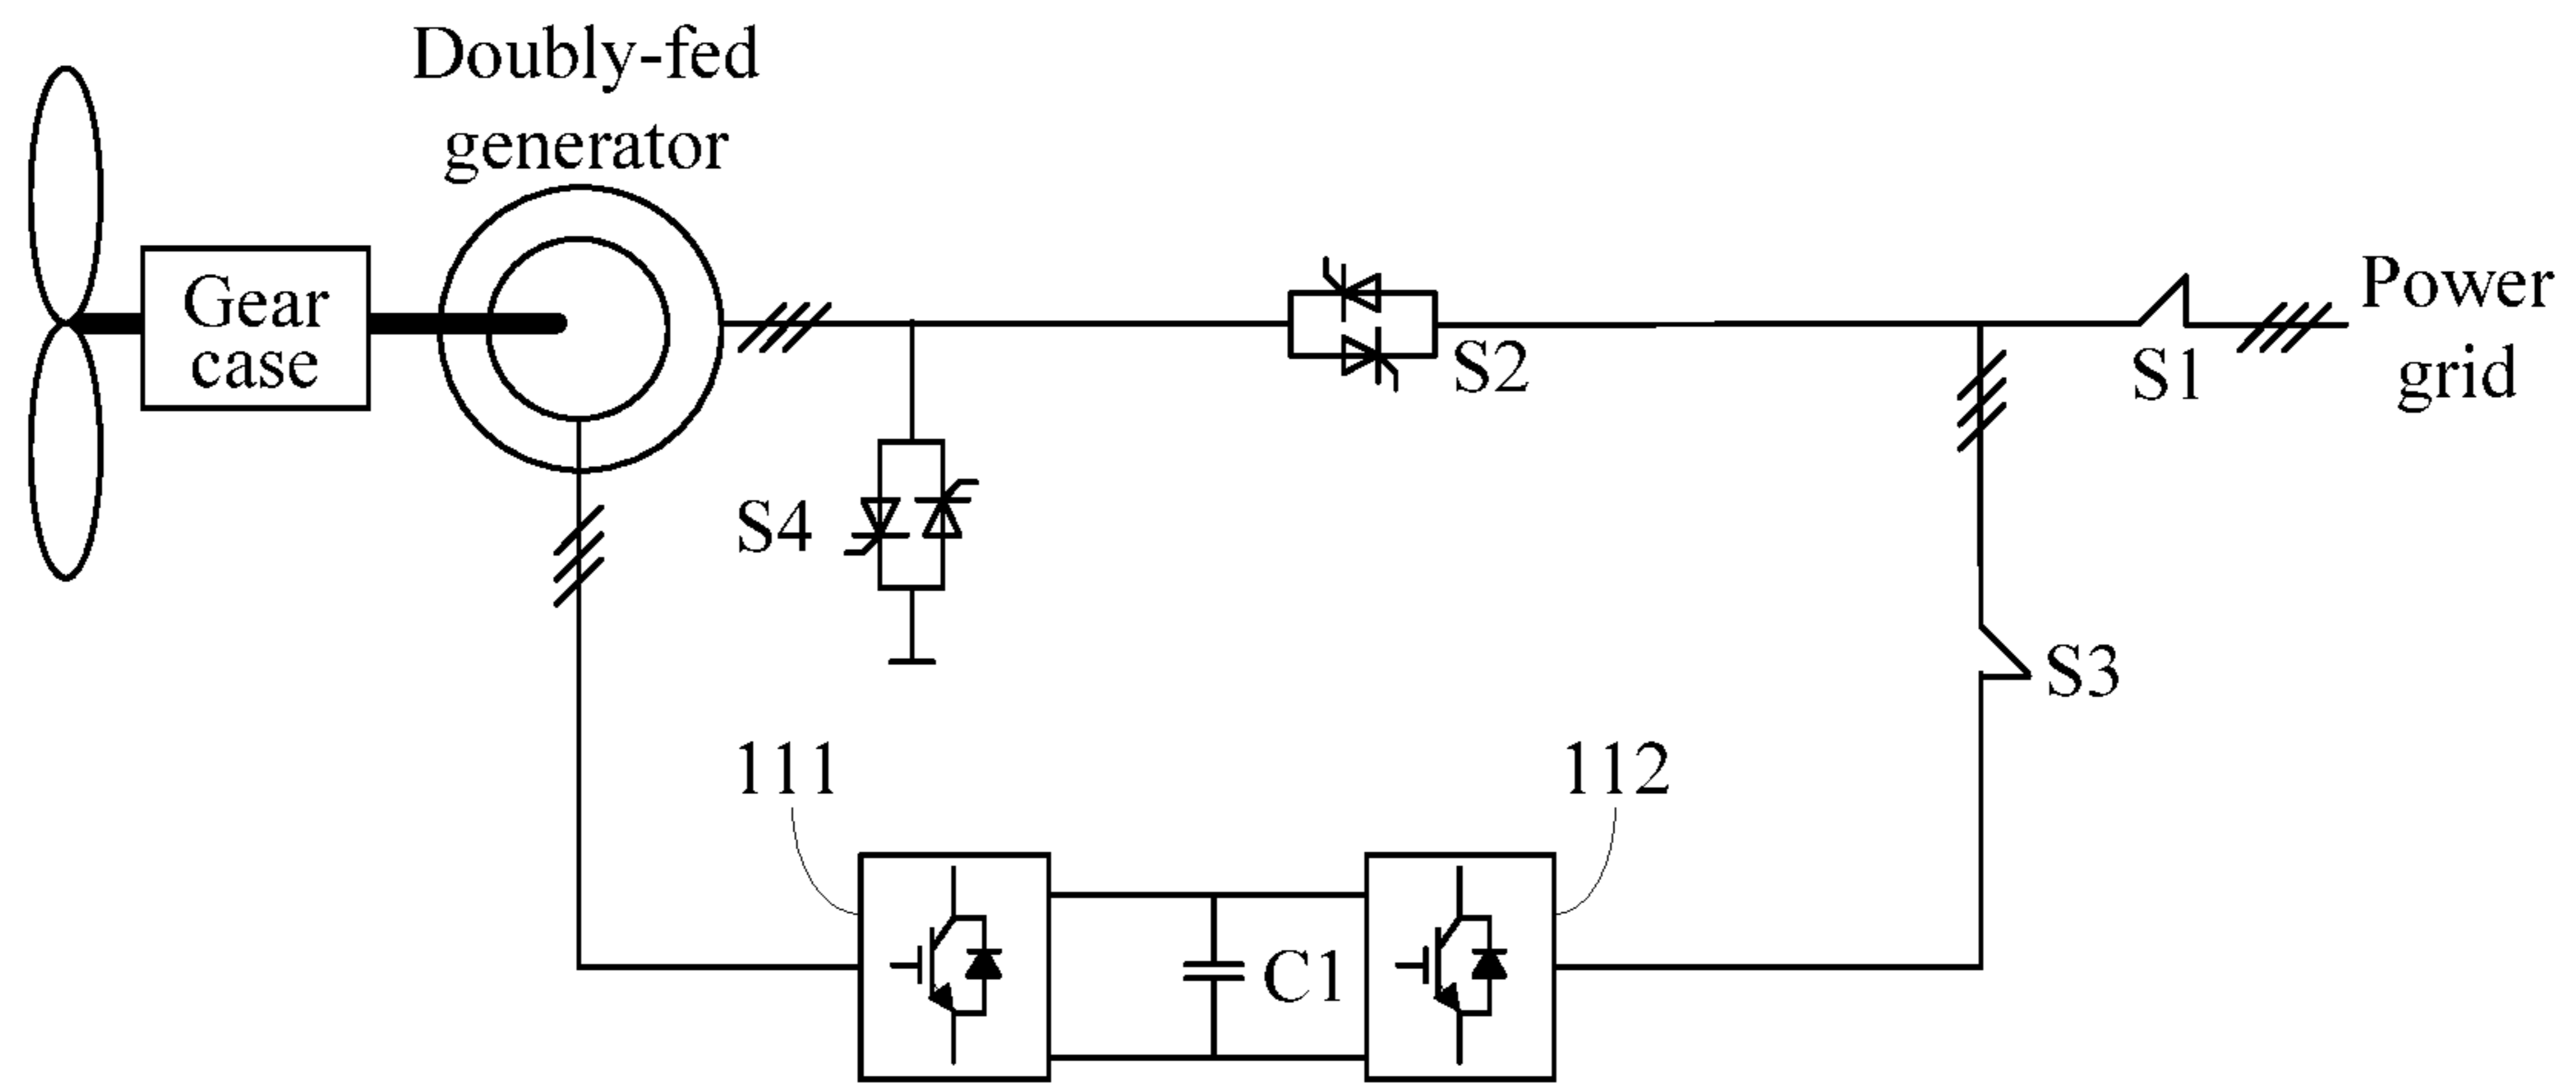 Doubly-fed
generator
Gear
case
Power
grid
S2
S1
S4
S3
111
112
C1